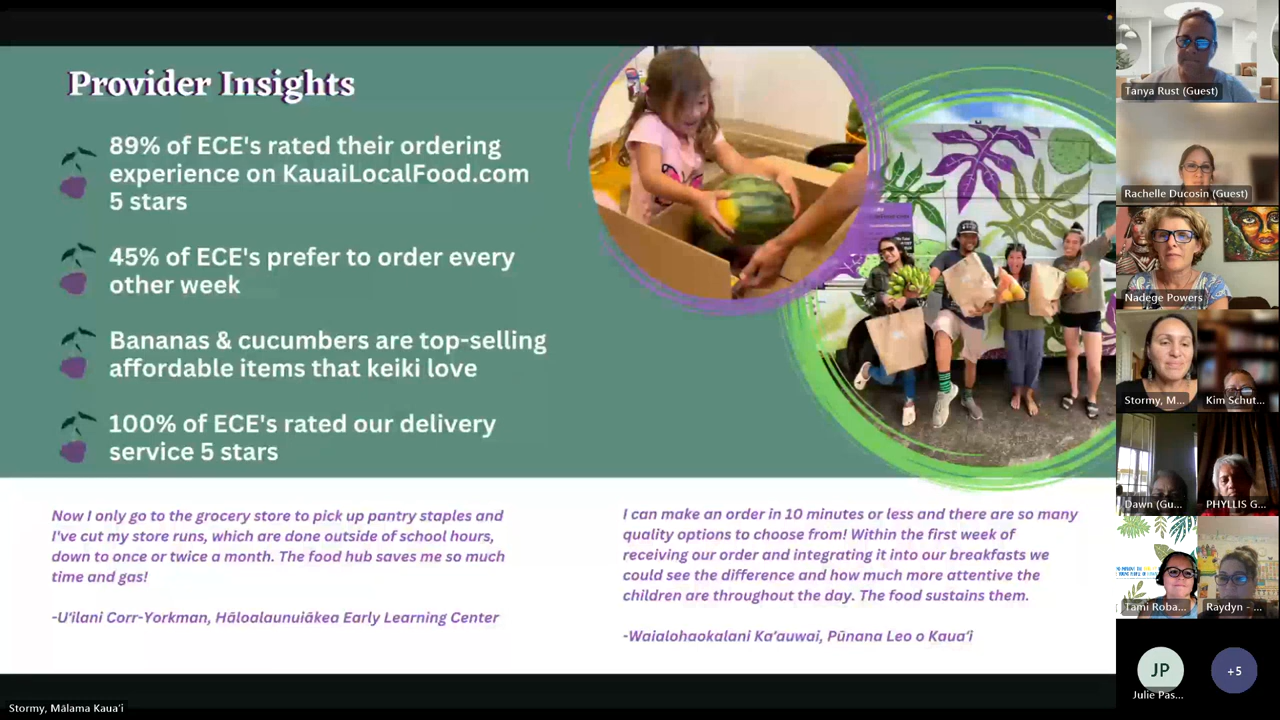 Provider Insights
89% of ECE's rated their ordering
experience on KauaiLocalFood.com
5 stars
45% of ECE's prefer to order every
other week
Bananas & cucumbers are top-selling
affordable items that keiki love
100% of ECE's rated our delivery
service 5 stars
Now I only go to the grocery store to pick up pantry staples and
I've cut my store runs, which are done outside of school hours,
down to once or twice a month. The food hub saves me so much
time and gas!
-Uʻilani Corr-Yorkman, Hāloalaunuiākea Early Learning Center
I can make an order in 10 minutes or less and there are so many
quality options to choose from! Within the first week of
receiving our order and integrating it into our breakfasts we
could see the difference and how much more attentive the
children are throughout the day. The food sustains them.
-Waialohaokalani Kaʻauwai, Pūnana Leo o Kauaʻi
Stormy, Mālama Kauaʻi
Tanya Rust (Guest)
Rachelle Ducosin (Guest)
Nadege Powers
Stormy, M...
Kim Schut...
Dawn (Gu...
PHYLLIS G...
Tami Roba...
Raydyn - ...
JP
Julie Pas...
+5